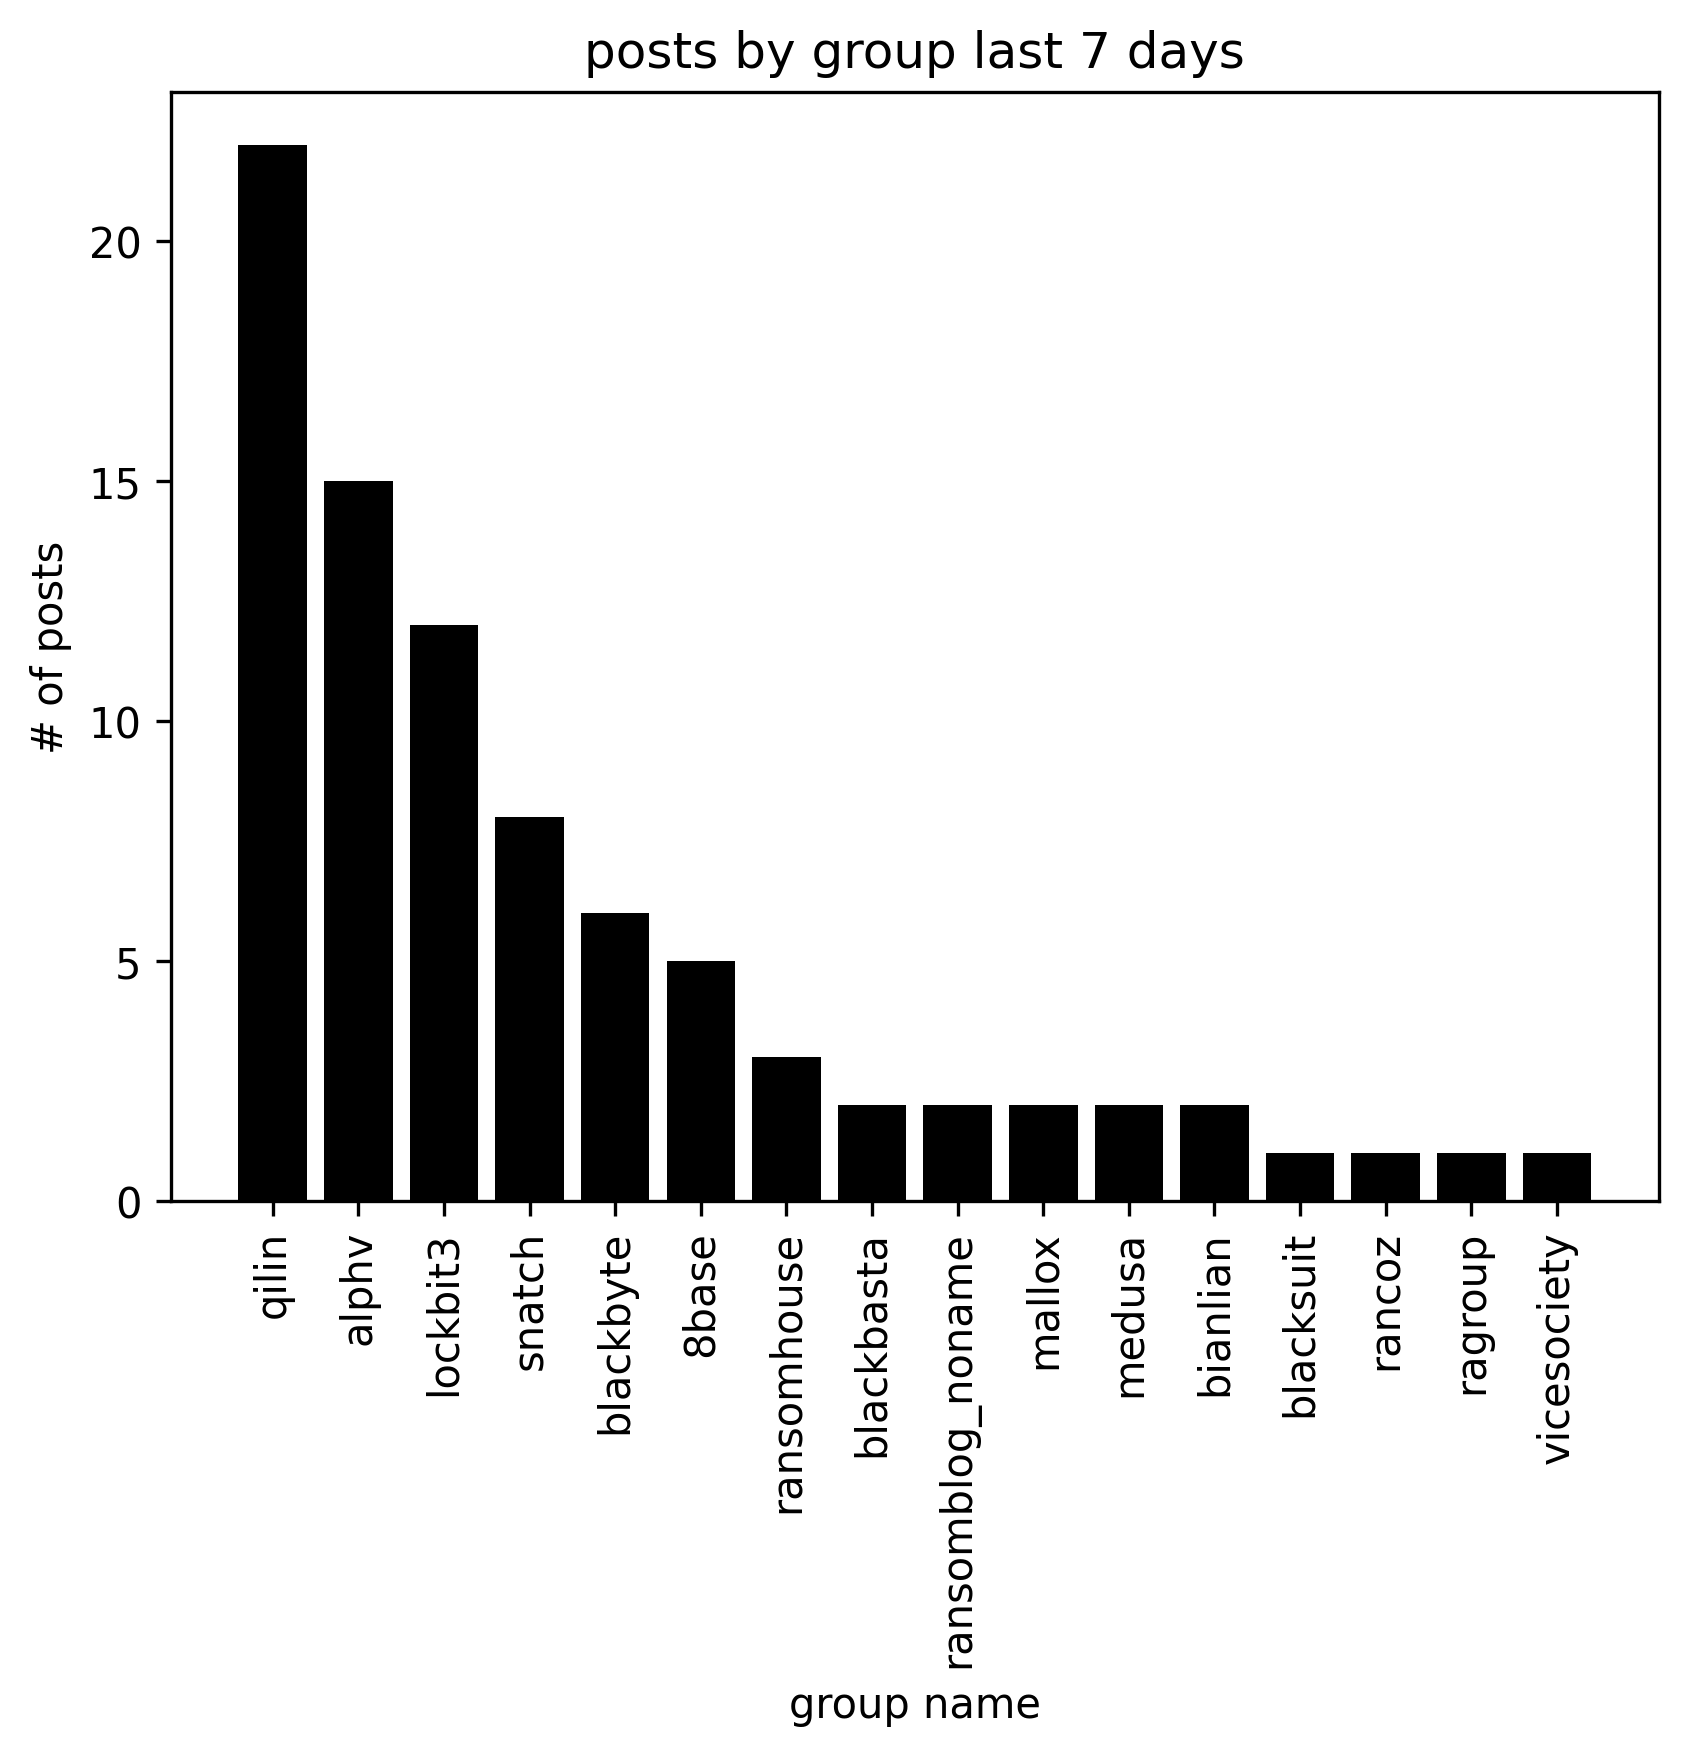 posts by group last 7 days
# of posts
20
15
10
5
0
qilin
alphv
lockbit3
snatch
blackbyte
8base
ransomhouse
blackbasta
ransomblog_noname
mallox
medusa
bianlian
blacksuit
rancoz
ragroup
vicesociety
group name